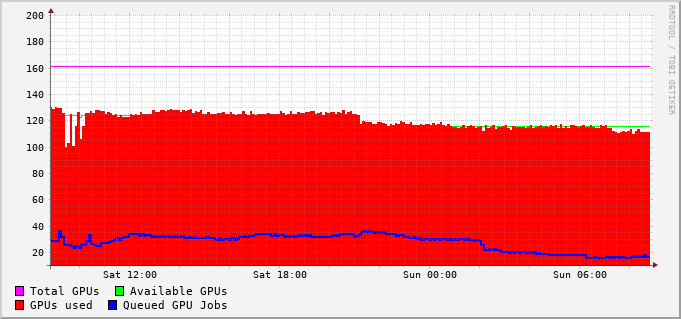 200
180
160
140
120
100
80
60
40
20
Sat 12:00 Sat 18:00 Sun 00:00 Sun 06:00
Total GPUs Available GPUs
GPUs used Queued GPU Jobs
RRDTOOL / TOBI OETIKER